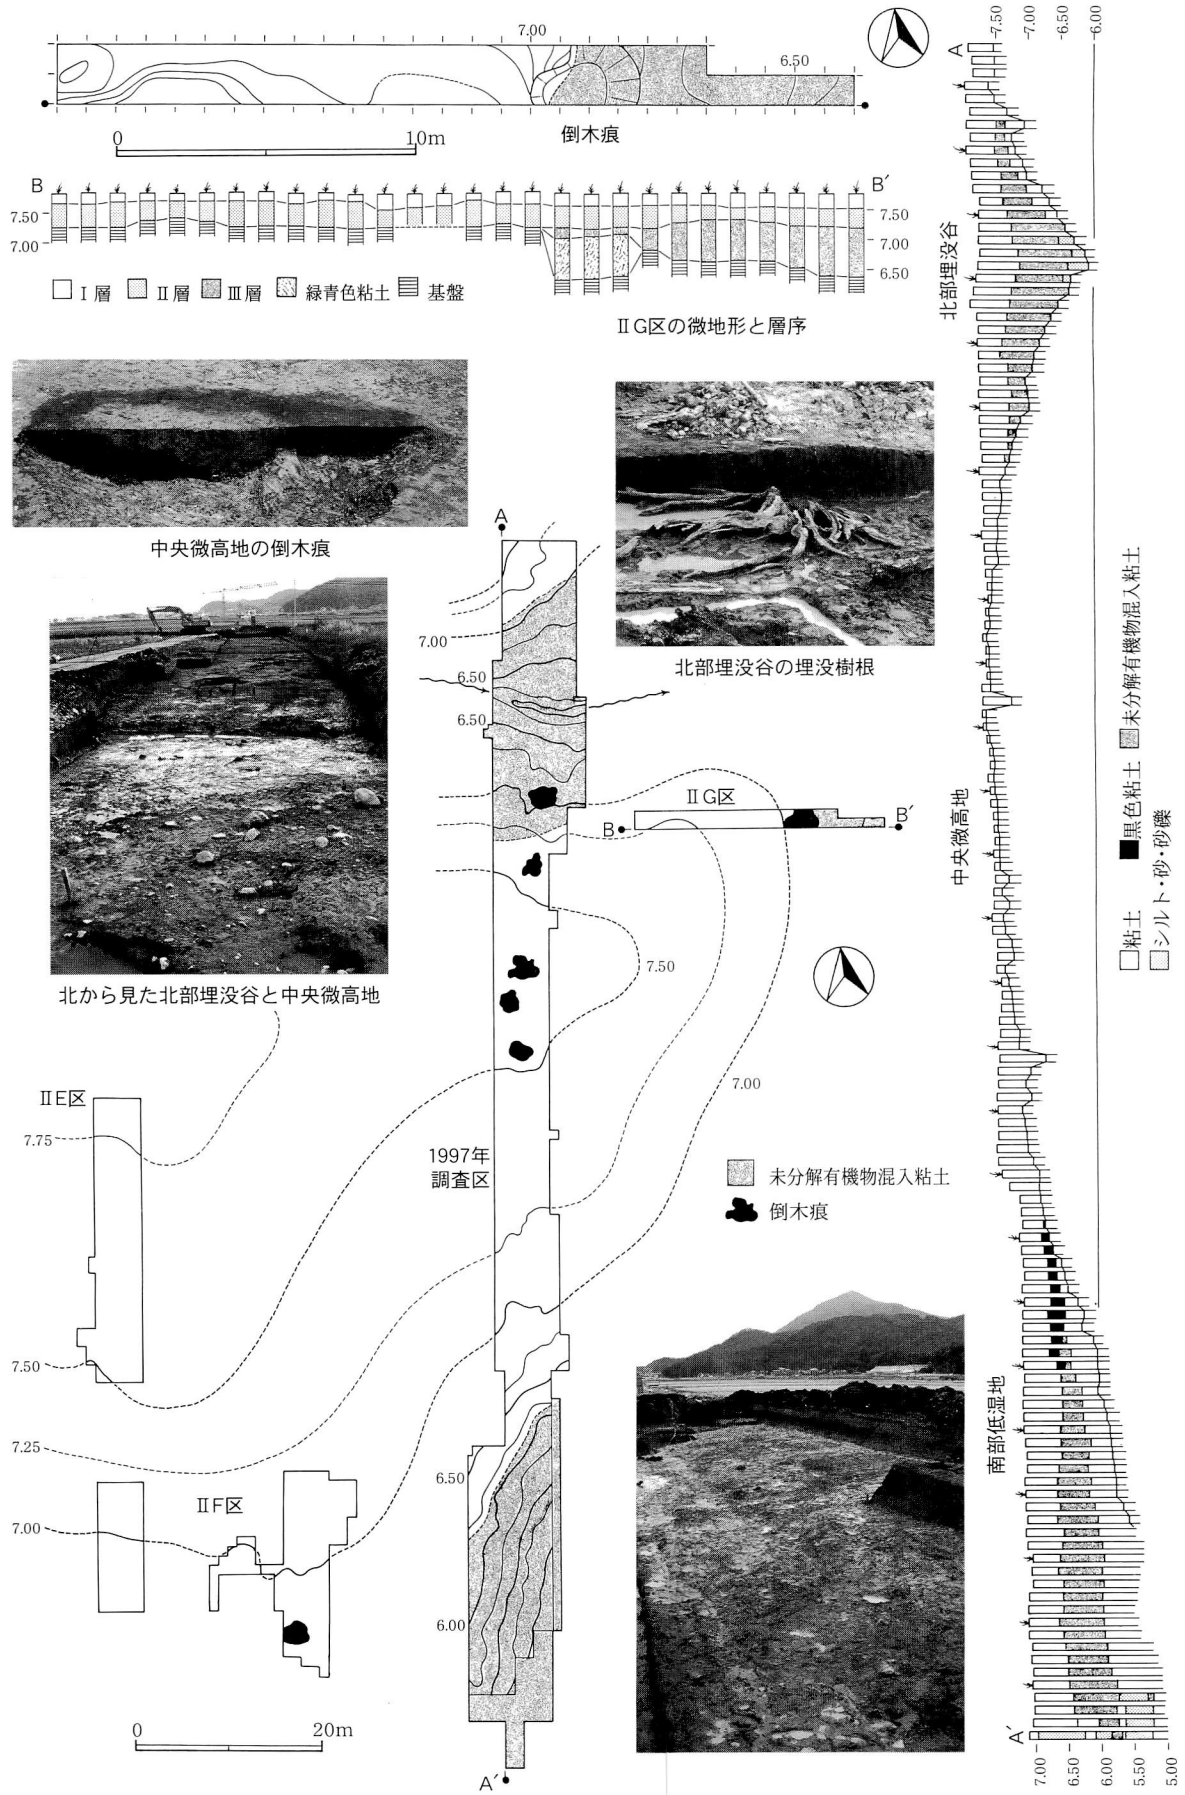 7.00
6.50
0
10m
倒木痕
B
B′
7.50
7.00
7.50
7.00
6.50
Ⅰ層
Ⅱ層
Ⅲ層
緑青色粘土
基盤
ⅡG区の微地形と層序
中央微高地の倒木痕
北部埋没谷の埋没樹根
北から見た北部埋没谷と中央微高地
A
7.00
6.50
6.50
ⅡG区
B
B′
7.50
7.00
ⅡE区
7.75
1997年
調査区
未分解有機物混入粘土
倒木痕
7.50
7.25
7.00
ⅡF区
6.50
6.00
0
20m
A′
7.50
7.00
6.50
6.00
A
北部埋没谷
中央微高地
南部低湿地
粘土
黒色粘土
未分解有機物混入粘土
シルト・砂・砂礫
A′
7.00
6.50
6.00
5.50
5.00